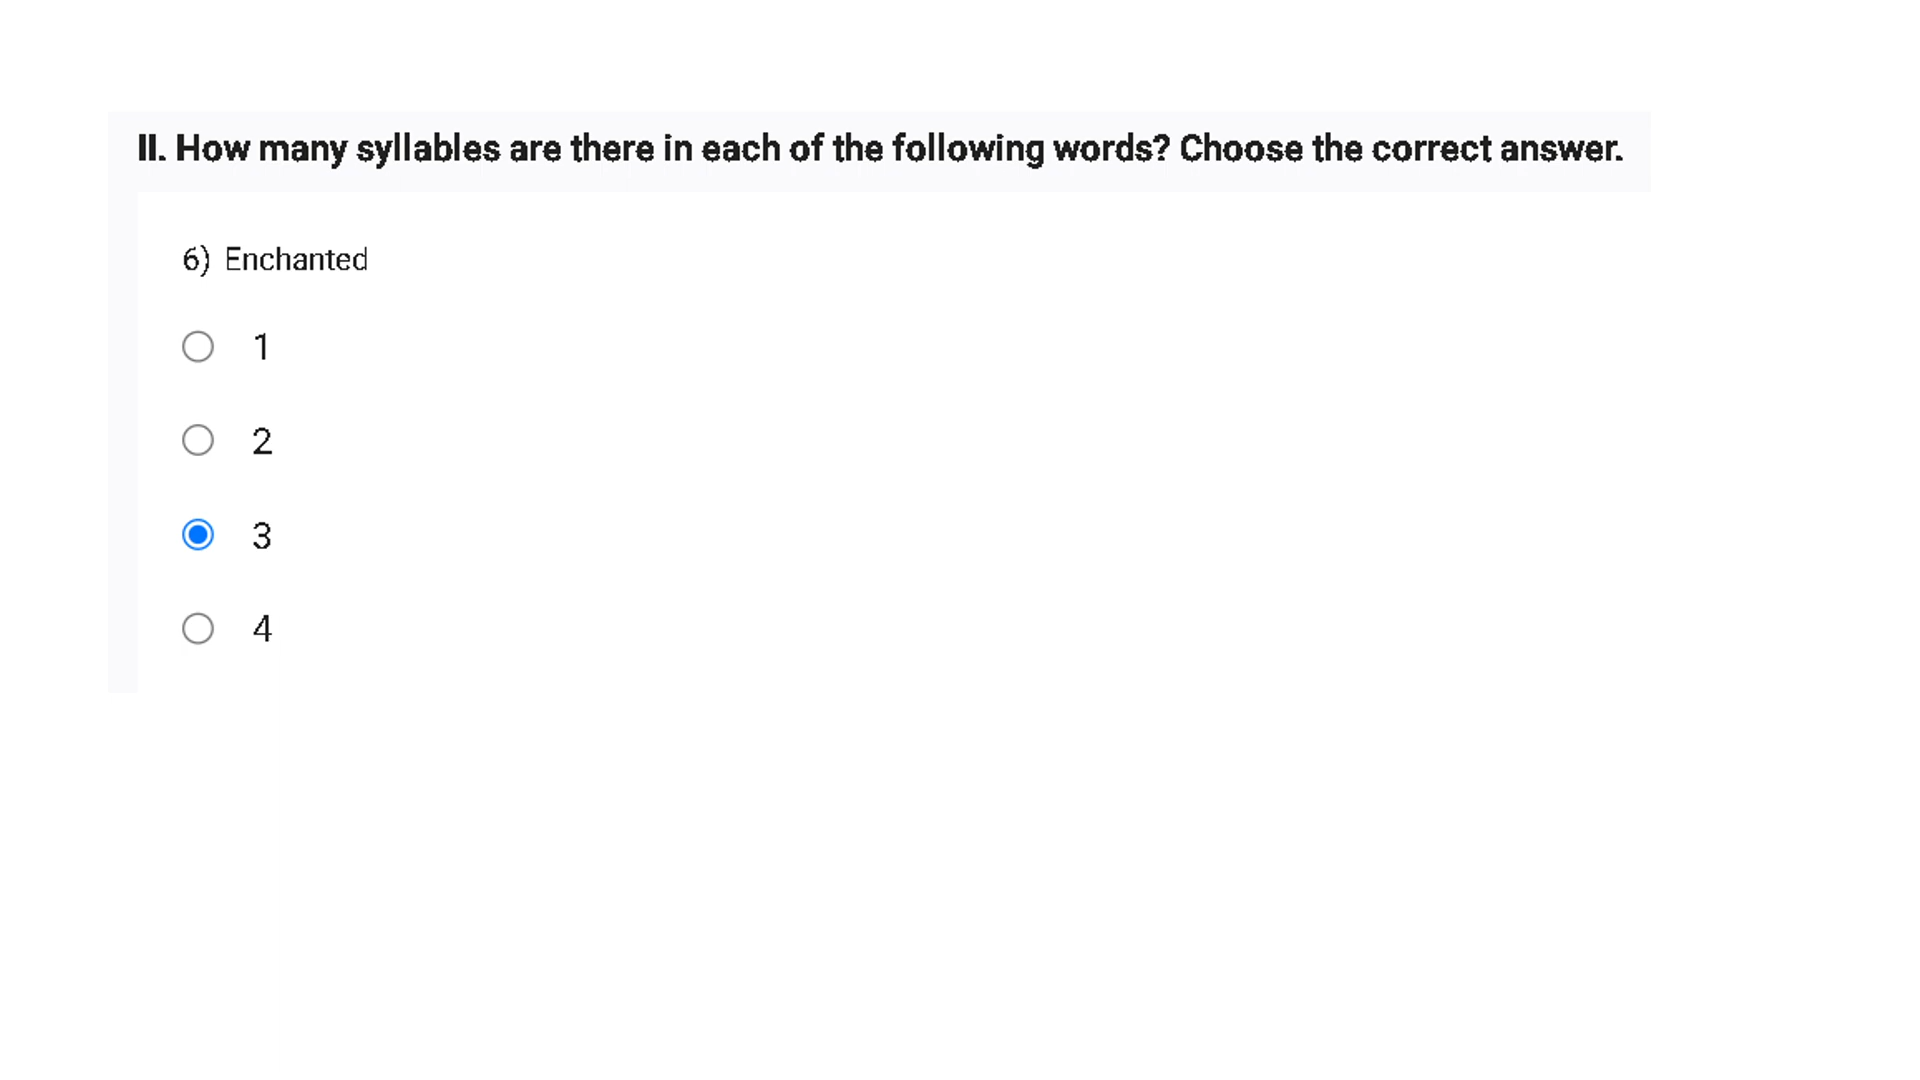 II. How many syllables are there in each of the following words? Choose the correct answer.
6) Enchanted
1
2
3
4